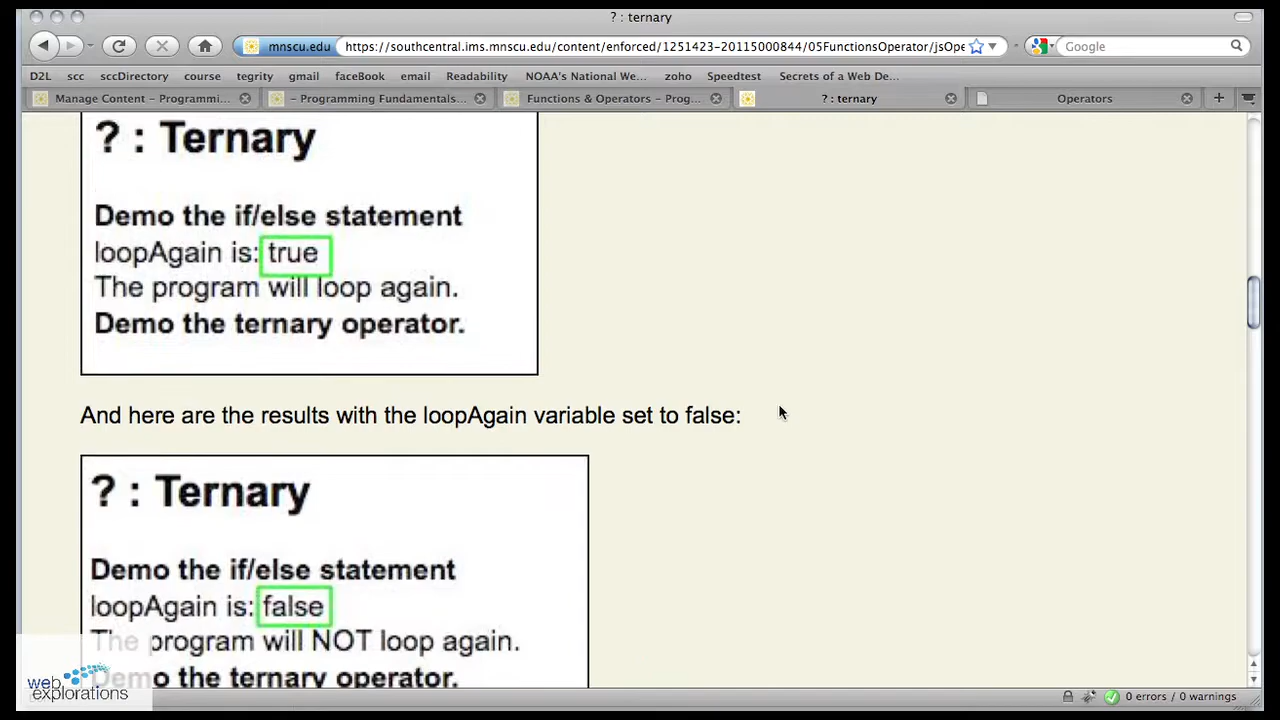 ? : ternary
mnscu.edu
https://southcentral.ims.mnscu.edu/content/enforced/1251423-20115000844/05FunctionsOperator/jsOpe
Google
D2L scc sccDirectory course tegrity gmail faceBook email Readability NOAA's National We... zoho Speedtest Secrets of a Web De...
Manage Content – Programmi... – Programming Fundamentals... Functions & Operators – Prog... ? : ternary Operators
? : Ternary
Demo the if/else statement
loopAgain is: true
The program will loop again.
Demo the ternary operator.
And here are the results with the loopAgain variable set to false:
? : Ternary
Demo the if/else statement
loopAgain is: false
The program will NOT loop again.
Demo the ternary operator.
web
explorations
0 errors / 0 warnings